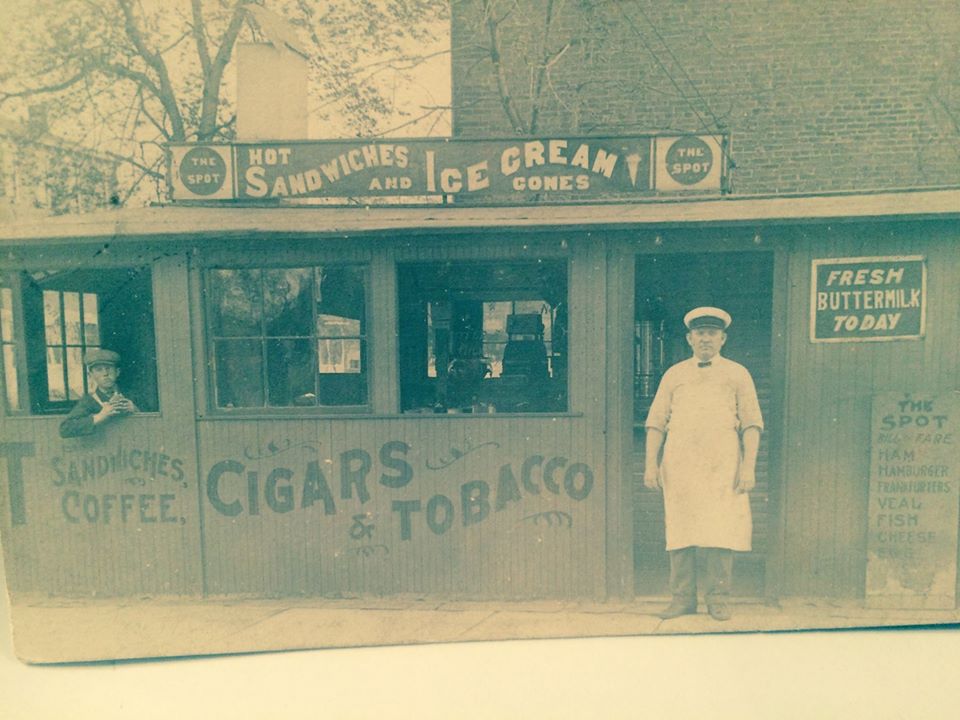 THE
SPOT
HOT
SANDWICHES
AND
ICE CREAM
CONES
THE
SPOT
FRESH
BUTTERMILK
TODAY
T
SANDWICHES,
COFFEE,
CIGARS
&
TOBACCO
THE
SPOT
BILL OF FARE
HAM
HAMBURGER
FRANKFURTERS
VEAL
FISH
CHEESE